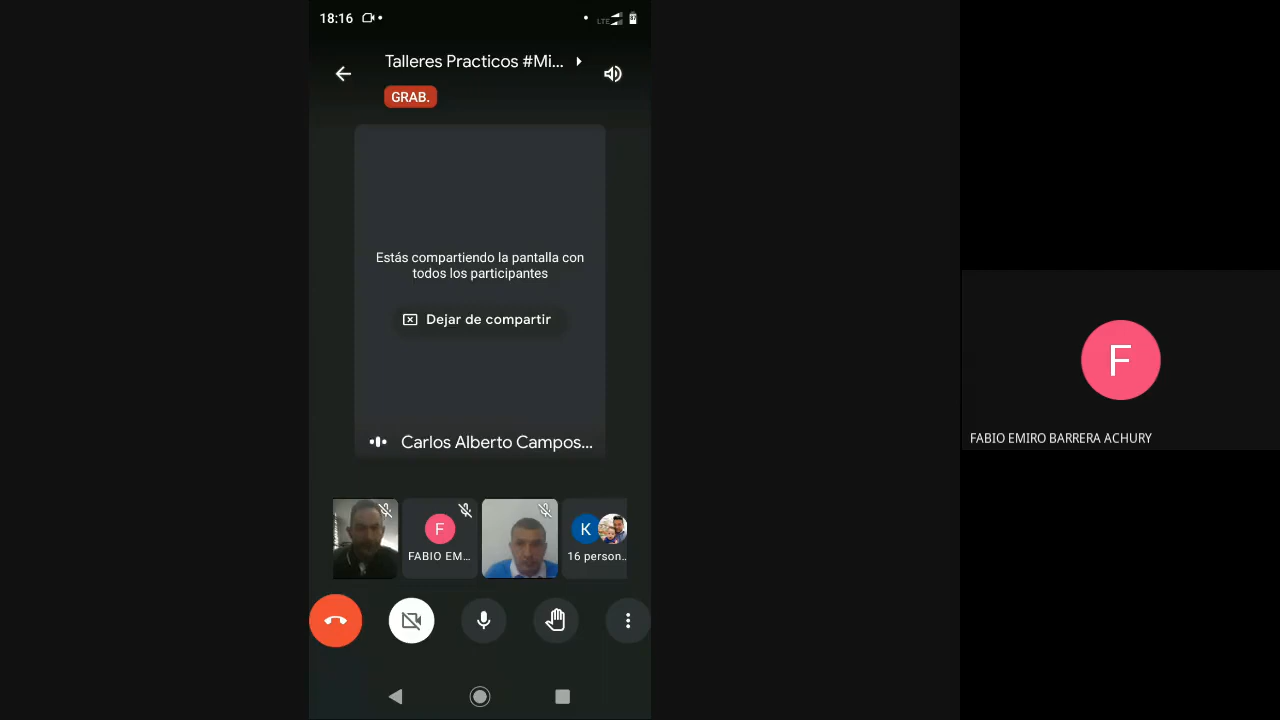 18:16
LTE
Talleres Practicos #Mi...
GRAB.
Estás compartiendo la pantalla con
todos los participantes
Dejar de compartir
Carlos Alberto Campos...
F
FABIO EM...
K
16 person..
F
FABIO EMIRO BARRERA ACHURY